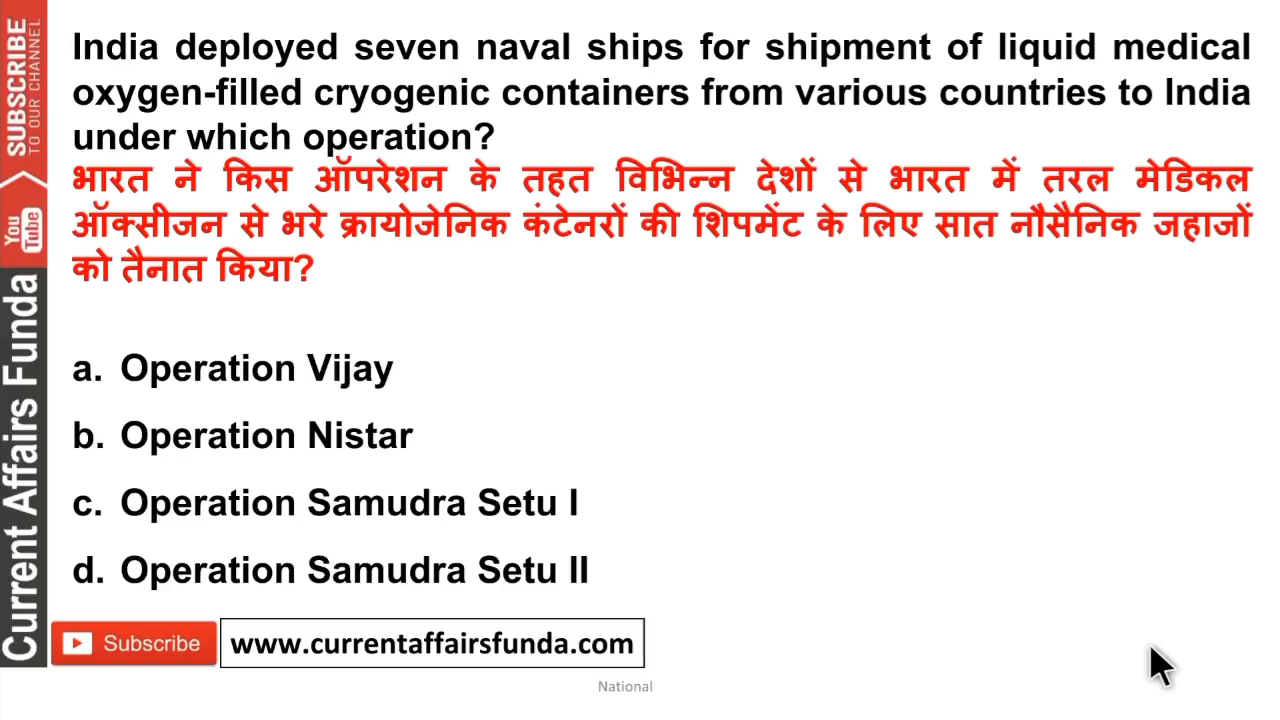 India deployed seven naval ships for shipment of liquid medical
oxygen-filled cryogenic containers from various countries to India
under which operation?
भारत ने किस ऑपरेशन के तहत विभिन्न देशों से भारत में तरल मेडिकल
ऑक्सीजन से भरे क्रायोजेनिक कंटेनरों की शिपमेंट के लिए सात नौसैनिक जहाजों
को तैनात किया?
a. Operation Vijay
b. Operation Nistar
c. Operation Samudra Setu I
d. Operation Samudra Setu II
SUBSCRIBE
TO OUR CHANNEL
You
Tube
Current Affairs Funda
Subscribe
www.currentaffairsfunda.com
National